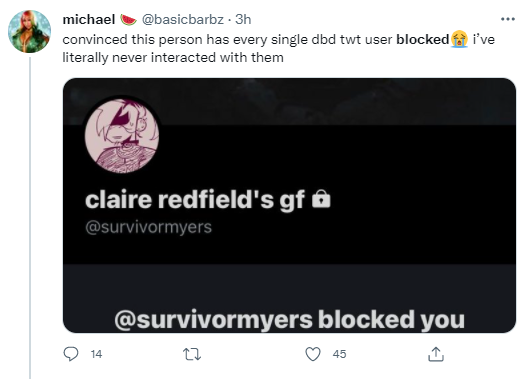 michael 🍉 @basicbarbz · 3h
convinced this person has every single dbd twt user blocked😭 i've
literally never interacted with them
claire redfield's gf 🔒
@survivormyers
@survivormyers blocked you
14 45